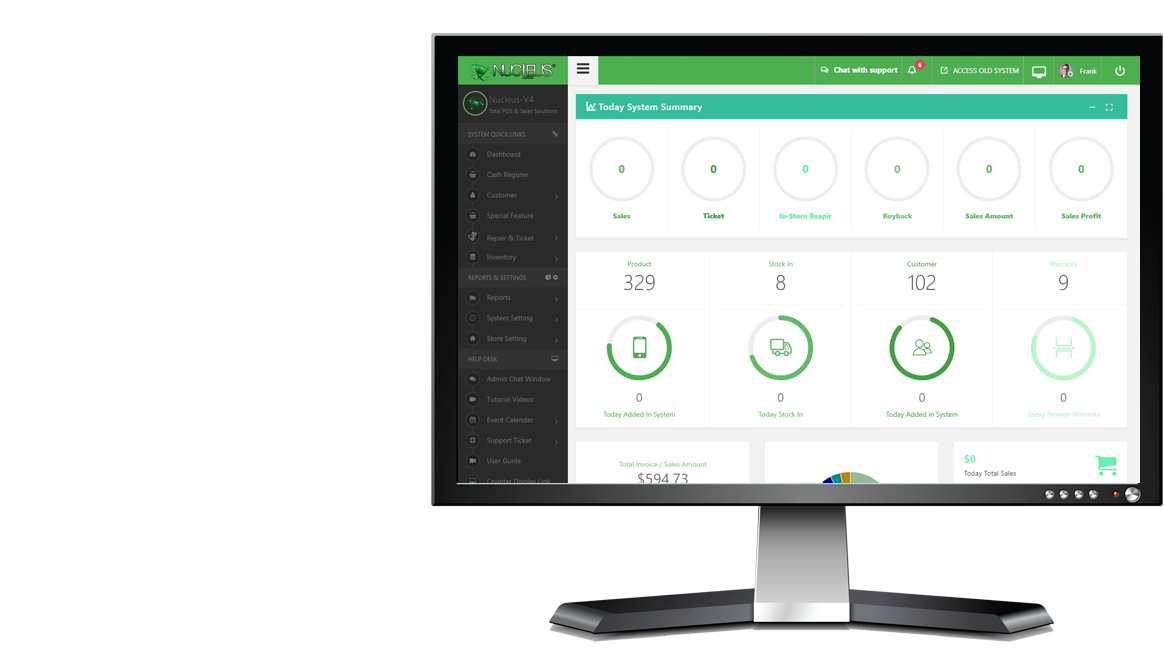 NUCLEUS
Chat with support
6
ACCESS OLD SYSTEM
Frank
Nucleus-V4
Total POS & Sales Solutions
SYSTEM QUICK LINKS
Dashboard
Cash Register
Customer
Special Feature
Repair & Ticket
Inventory
REPORTS & SETTINGS
Reports
System Setting
Store Setting
HELP DESK
Admin Chat Window
Tutorial Videos
Event Calendar
Support Ticket
User Guide
Counter Display Link
Today System Summary
0 0 0 0 0 0
Sales Ticket In-Store Reapir Buyback Sales Amount Sales Profit
Product Stock In Customer Warranty
329 8 102 9
0 0 0 0
Today Added In System Today Stock In Today Added in System Today Provide Warranty
Total Invoice / Sales Amount
$594.73
$0
Today Total Sales